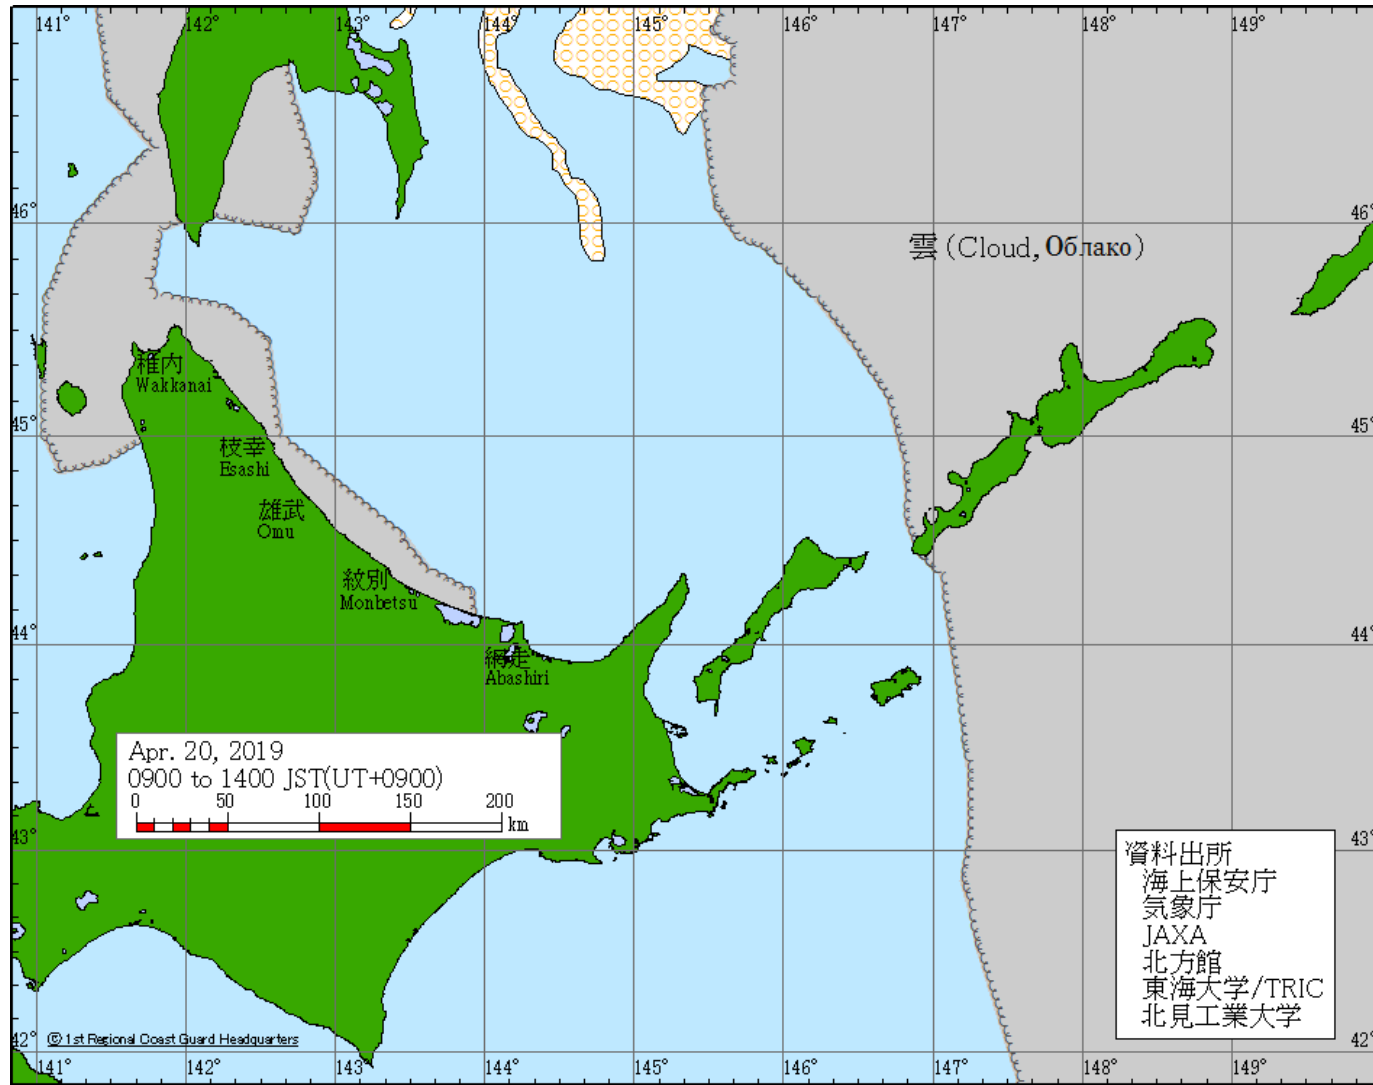 141° 142° 143° 144° 145° 146° 147° 148° 149°
46° 46°
雲 (Cloud, Облако)
稚内
Wakkanai
45° 45°
枝幸
Esashi
雄武
Omu
紋別
Monbetsu
44° 44°
網走
Abashiri
Apr. 20, 2019
0900 to 1400 JST(UT+0900)
0 50 100 150 200
km
43° 43°
資料出所
海上保安庁
気象庁
JAXA
北方館
東海大学/TRIC
北見工業大学
42° 42°
© 1st Regional Coast Guard Headquarters
141° 142° 143° 144° 145° 146° 147° 148° 149°